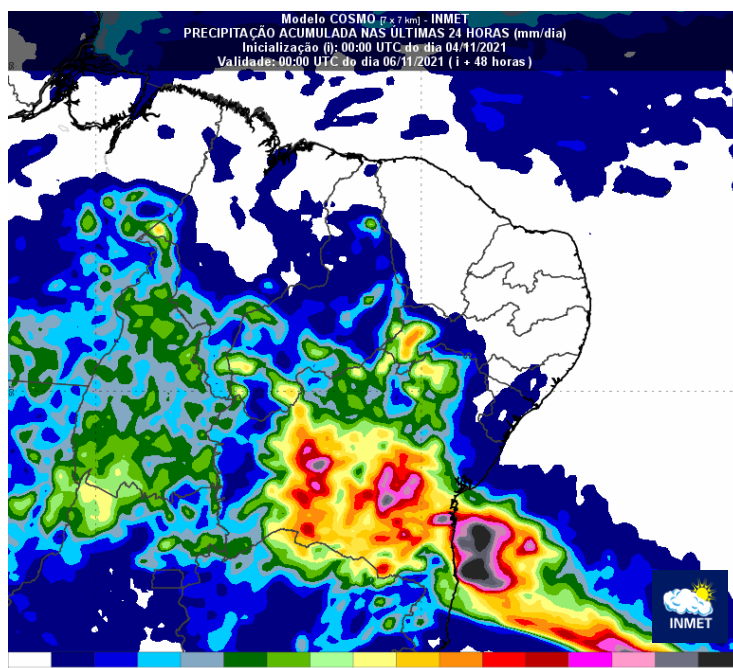 Modelo COSMO [7 x 7 km] - INMET
PRECIPITAÇÃO ACUMULADA NAS ÚLTIMAS 24 HORAS (mm/dia)
Inicialização (i): 00:00 UTC do dia 04/11/2021
Validade: 00:00 UTC do dia 06/11/2021 ( i + 48 horas)
INMET